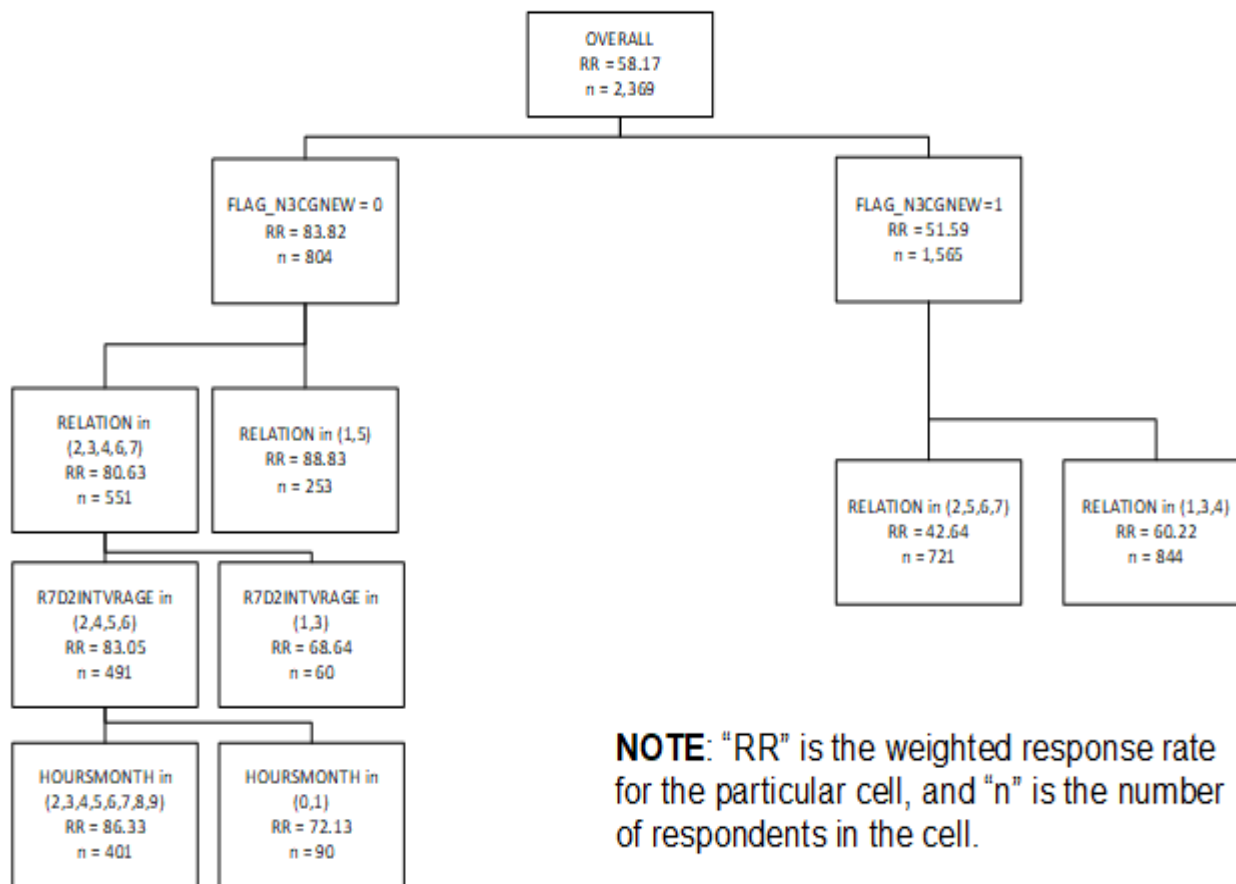 OVERALL
RR = 58.17
n = 2,369
FLAG_N3CGNEW = 0
RR = 83.82
n = 804
FLAG_N3CGNEW=1
RR = 51.59
n = 1,565
RELATION in
(2,3,4,6,7)
RR = 80.63
n = 551
RELATION in (1,5)
RR = 88.83
n = 253
RELATION in (2,5,6,7)
RR = 42.64
n = 721
RELATION in (1,3,4)
RR = 60.22
n = 844
R7D2INTVRAGE in
(2,4,5,6)
RR = 83.05
n = 491
R7D2INTVRAGE in
(1,3)
RR = 68.64
n = 60
HOURSMONTH in
(2,3,4,5,6,7,8,9)
RR = 86.33
n = 401
HOURSMONTH in
(0,1)
RR = 72.13
n = 90
NOTE: “RR” is the weighted response rate
for the particular cell, and “n” is the number
of respondents in the cell.